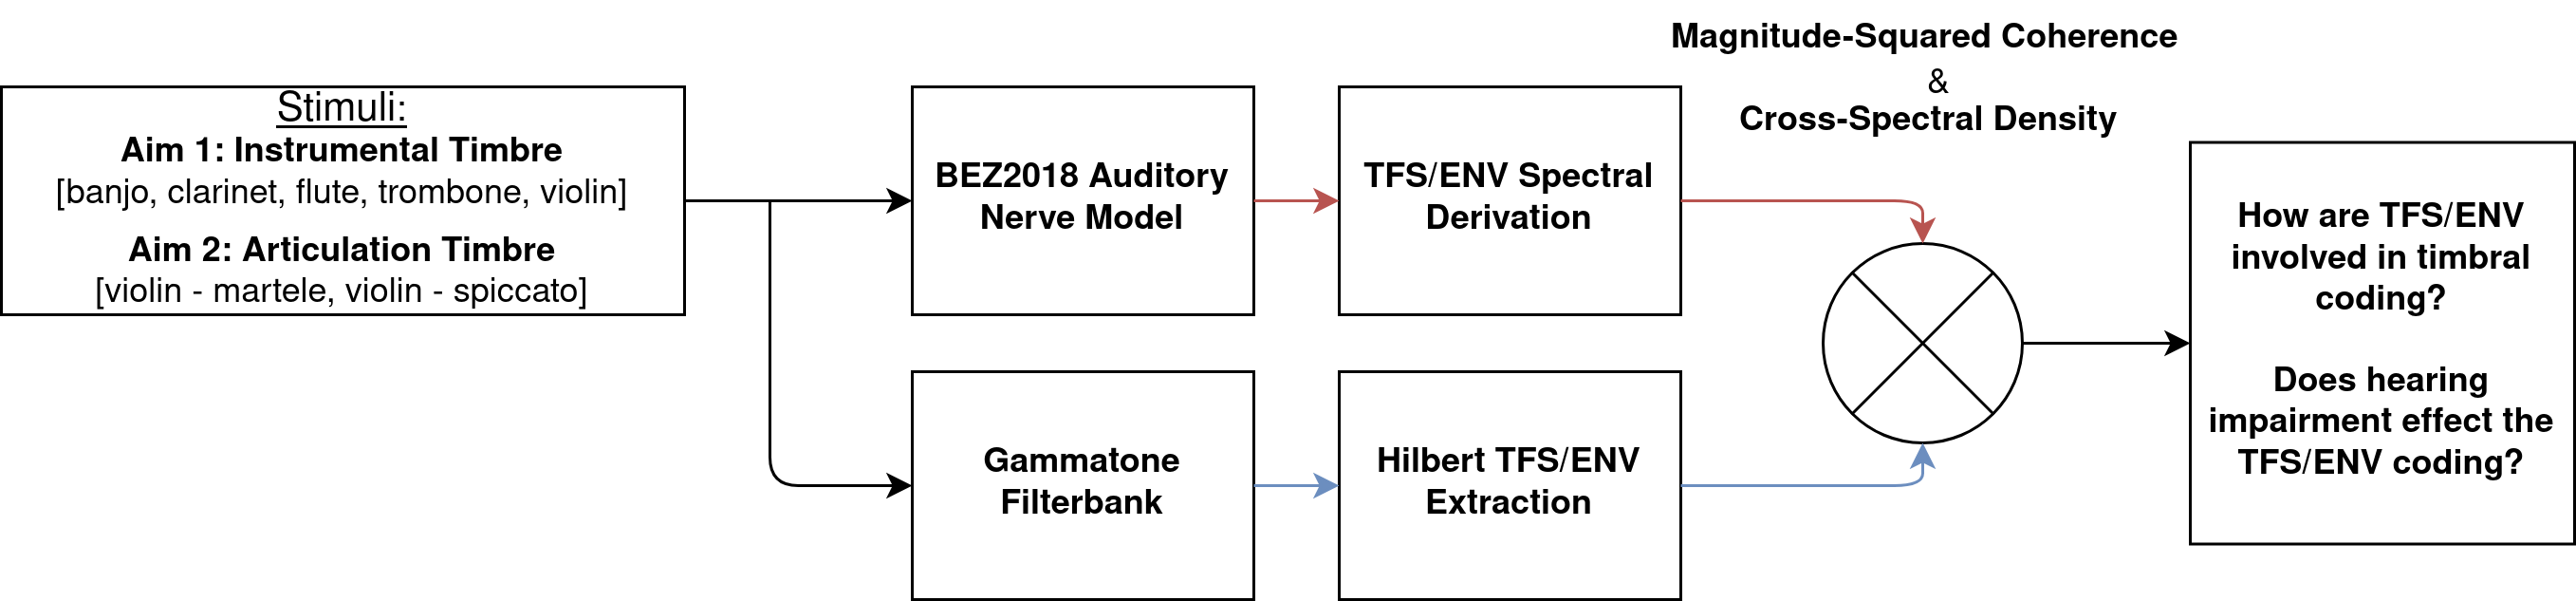 Stimuli:
Aim 1: Instrumental Timbre
[banjo, clarinet, flute, trombone, violin]
Aim 2: Articulation Timbre
[violin - martele, violin - spiccato]
BEZ2018 Auditory
Nerve Model
TFS/ENV Spectral
Derivation
Gammatone
Filterbank
Hilbert TFS/ENV
Extraction
Magnitude-Squared Coherence
&
Cross-Spectral Density
How are TFS/ENV
involved in timbral
coding?
Does hearing
impairment effect the
TFS/ENV coding?